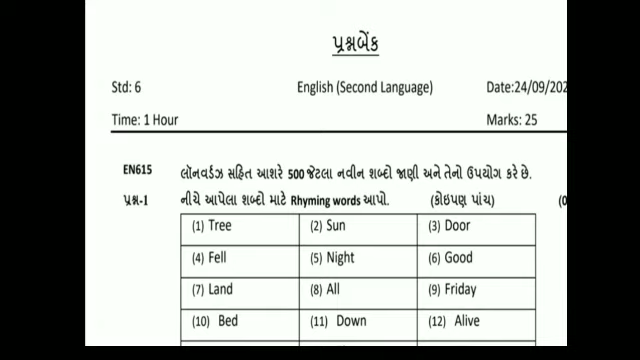 પ્રશ્નબેંક
Std: 6 English (Second Language) Date:24/09/202
Time: 1 Hour Marks: 25
EN615 લૉનવર્ડઝ સહિત આશરે 500 જેટલા નવીન શબ્દો જાણી અને તેનો ઉપયોગ કરે છે.
પ્રશ્ન-1 નીચે આપેલા શબ્દો માટે Rhyming words આપો. (કોઇપણ પાંચ) (0
(1) Tree (2) Sun (3) Door
(4) Fell (5) Night (6) Good
(7) Land (8) All (9) Friday
(10) Bed (11) Down (12) Alive